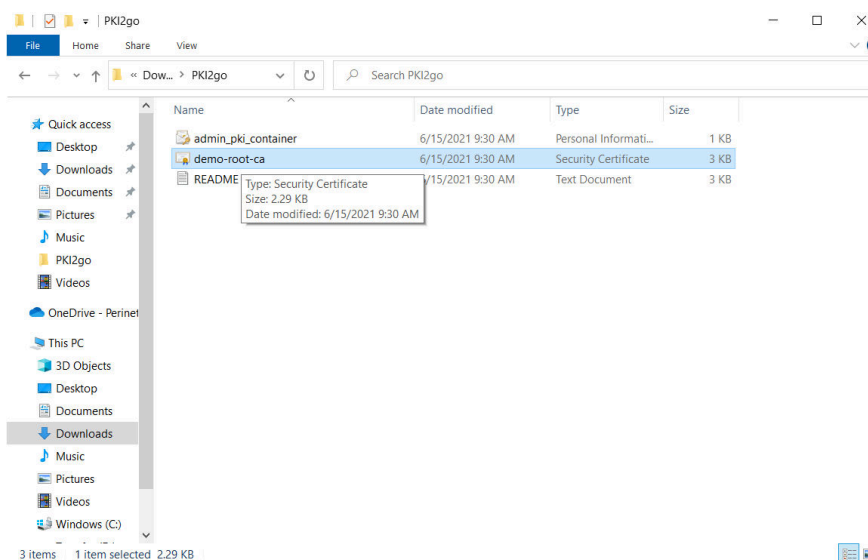 PKI2go
File Home Share View
« Dow... > PKI2go
Search PKI2go
Name Date modified Type Size
admin_pki_container 6/15/2021 9:30 AM Personal Informati... 1 KB
demo-root-ca 6/15/2021 9:30 AM Security Certificate 3 KB
README /15/2021 9:30 AM Text Document 3 KB
Type: Security Certificate
Size: 2.29 KB
Date modified: 6/15/2021 9:30 AM
Quick access
Desktop
Downloads
Documents
Pictures
Music
PKI2go
Videos
OneDrive - Perinet
This PC
3D Objects
Desktop
Documents
Downloads
Music
Pictures
Videos
Windows (C:)
3 items 1 item selected 2.29 KB